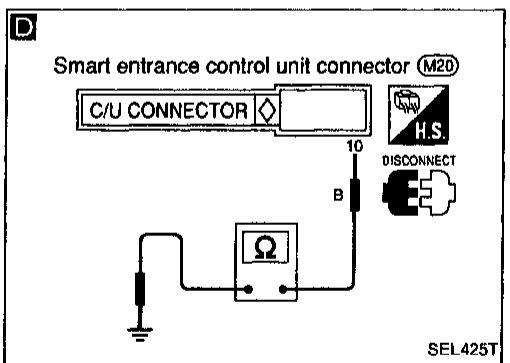 D
Smart entrance control unit connector (M20)
C/U CONNECTOR
H.S.
10
DISCONNECT
B
Ω
SEL425T